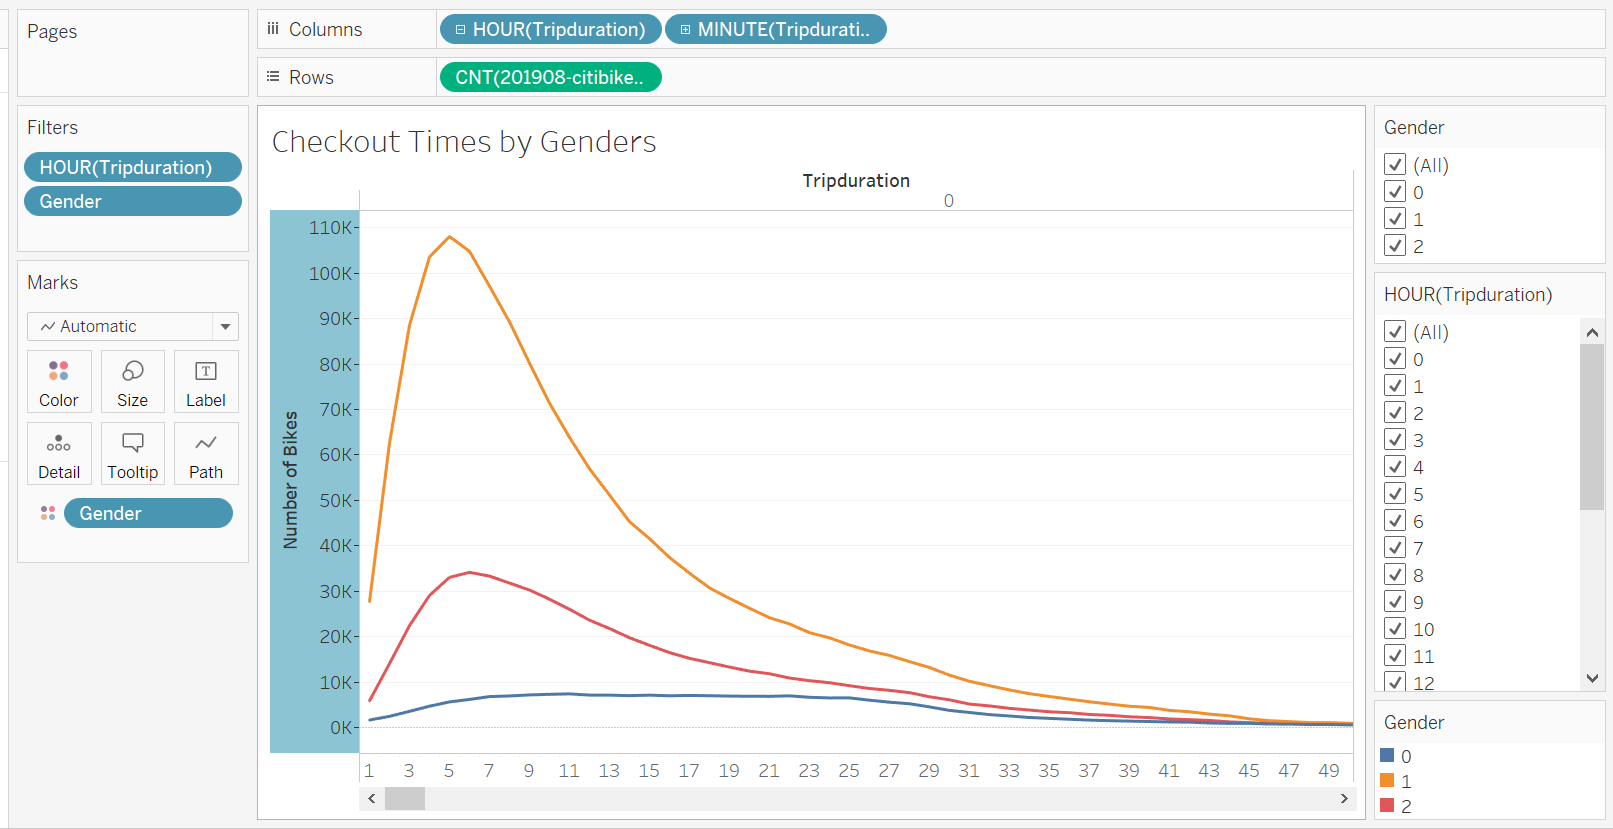 Pages
Columns
HOUR(Tripduration)
MINUTE(Tripdurati..
Rows
CNT(201908-citibike..
Filters
HOUR(Tripduration)
Gender
Marks
Automatic
Color
Size
Label
Detail
Tooltip
Path
Gender
Checkout Times by Genders
Tripduration
0
Number of Bikes
110K
100K
90K
80K
70K
60K
50K
40K
30K
20K
10K
0K
1 3 5 7 9 11 13 15 17 19 21 23 25 27 29 31 33 35 37 39 41 43 45 47 49
Gender
(All)
0
1
2
HOUR(Tripduration)
(All)
0
1
2
3
4
5
6
7
8
9
10
11
12
Gender
0
1
2